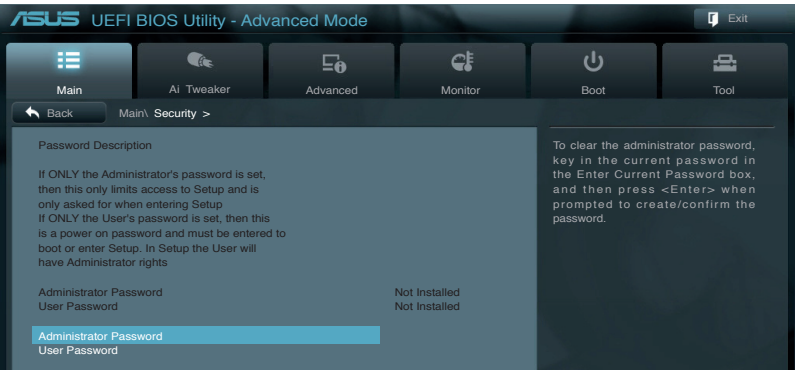 ASUS UEFI BIOS Utility - Advanced Mode
Exit
Main
Ai Tweaker
Advanced
Monitor
Boot
Tool
Back
Main\ Security >
Password Description
If ONLY the Administrator's password is set,
then this only limits access to Setup and is
only asked for when entering Setup
If ONLY the User's password is set, then this
is a power on password and must be entered to
boot or enter Setup. In Setup the User will
have Administrator rights
Administrator Password Not Installed
User Password Not Installed
Administrator Password
User Password
To clear the administrator password,
key in the current password in
the Enter Current Password box,
and then press <Enter> when
prompted to create/confirm the
password.